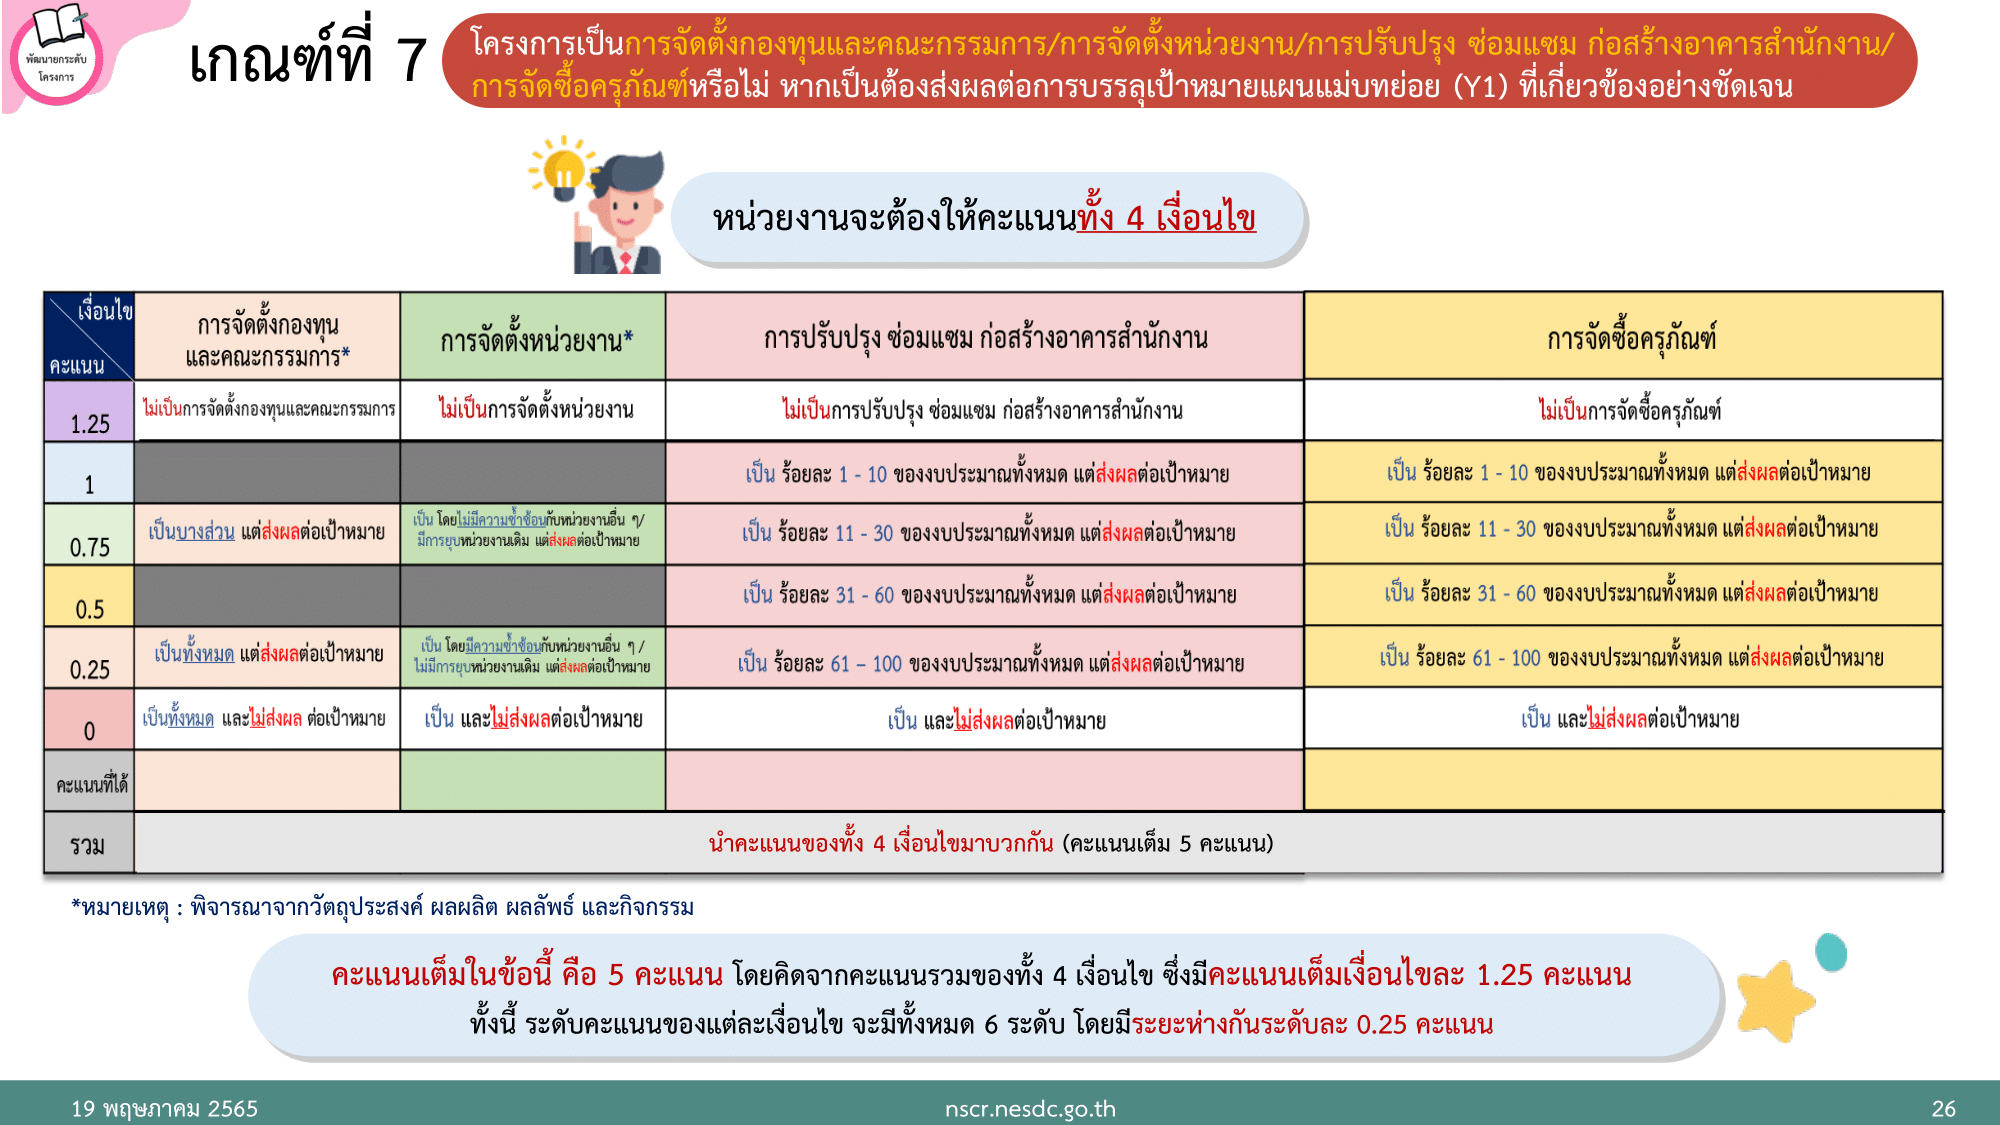 พัฒนายกระดับ
โครงการ
เกณฑ์ที่ 7
โครงการเป็นการจัดตั้งกองทุนและคณะกรรมการ/การจัดตั้งหน่วยงาน/การปรับปรุง ซ่อมแซม ก่อสร้างอาคารสำนักงาน/
การจัดซื้อครุภัณฑ์หรือไม่ หากเป็นต้องส่งผลต่อการบรรลุเป้าหมายแผนแม่บทย่อย (Y1) ที่เกี่ยวข้องอย่างชัดเจน
หน่วยงานจะต้องให้คะแนนทั้ง 4 เงื่อนไข
เงื่อนไข
คะแนน
การจัดตั้งกองทุน
และคณะกรรมการ*
การจัดตั้งหน่วยงาน*
การปรับปรุง ซ่อมแซม ก่อสร้างอาคารสำนักงาน
การจัดซื้อครุภัณฑ์
1.25
ไม่เป็นการจัดตั้งกองทุนและคณะกรรมการ
ไม่เป็นการจัดตั้งหน่วยงาน
ไม่เป็นการปรับปรุง ซ่อมแซม ก่อสร้างอาคารสำนักงาน
ไม่เป็นการจัดซื้อครุภัณฑ์
1
เป็น ร้อยละ 1 - 10 ของงบประมาณทั้งหมด แต่ส่งผลต่อเป้าหมาย
เป็น ร้อยละ 1 - 10 ของงบประมาณทั้งหมด แต่ส่งผลต่อเป้าหมาย
0.75
เป็นบางส่วน แต่ส่งผลต่อเป้าหมาย
เป็น โดยไม่มีความซ้ำซ้อนกับหน่วยงานอื่น ๆ/
มีการยุบหน่วยงานเดิม แต่ส่งผลต่อเป้าหมาย
เป็น ร้อยละ 11 - 30 ของงบประมาณทั้งหมด แต่ส่งผลต่อเป้าหมาย
เป็น ร้อยละ 11 - 30 ของงบประมาณทั้งหมด แต่ส่งผลต่อเป้าหมาย
0.5
เป็น ร้อยละ 31 - 60 ของงบประมาณทั้งหมด แต่ส่งผลต่อเป้าหมาย
เป็น ร้อยละ 31 - 60 ของงบประมาณทั้งหมด แต่ส่งผลต่อเป้าหมาย
0.25
เป็นทั้งหมด แต่ส่งผลต่อเป้าหมาย
เป็น โดยมีความซ้ำซ้อนกับหน่วยงานอื่น ๆ /
ไม่มีการยุบหน่วยงานเดิม แต่ส่งผลต่อเป้าหมาย
เป็น ร้อยละ 61 – 100 ของงบประมาณทั้งหมด แต่ส่งผลต่อเป้าหมาย
เป็น ร้อยละ 61 - 100 ของงบประมาณทั้งหมด แต่ส่งผลต่อเป้าหมาย
0
เป็นทั้งหมด และไม่ส่งผล ต่อเป้าหมาย
เป็น และไม่ส่งผลต่อเป้าหมาย
เป็น และไม่ส่งผลต่อเป้าหมาย
เป็น และไม่ส่งผลต่อเป้าหมาย
คะแนนที่ได้
รวม
นำคะแนนของทั้ง 4 เงื่อนไขมาบวกกัน (คะแนนเต็ม 5 คะแนน)
*หมายเหตุ : พิจารณาจากวัตถุประสงค์ ผลผลิต ผลลัพธ์ และกิจกรรม
คะแนนเต็มในข้อนี้ คือ 5 คะแนน โดยคิดจากคะแนนรวมของทั้ง 4 เงื่อนไข ซึ่งมีคะแนนเต็มเงื่อนไขละ 1.25 คะแนน
ทั้งนี้ ระดับคะแนนของแต่ละเงื่อนไข จะมีทั้งหมด 6 ระดับ โดยมีระยะห่างกันระดับละ 0.25 คะแนน
19 พฤษภาคม 2565
nscr.nesdc.go.th
26